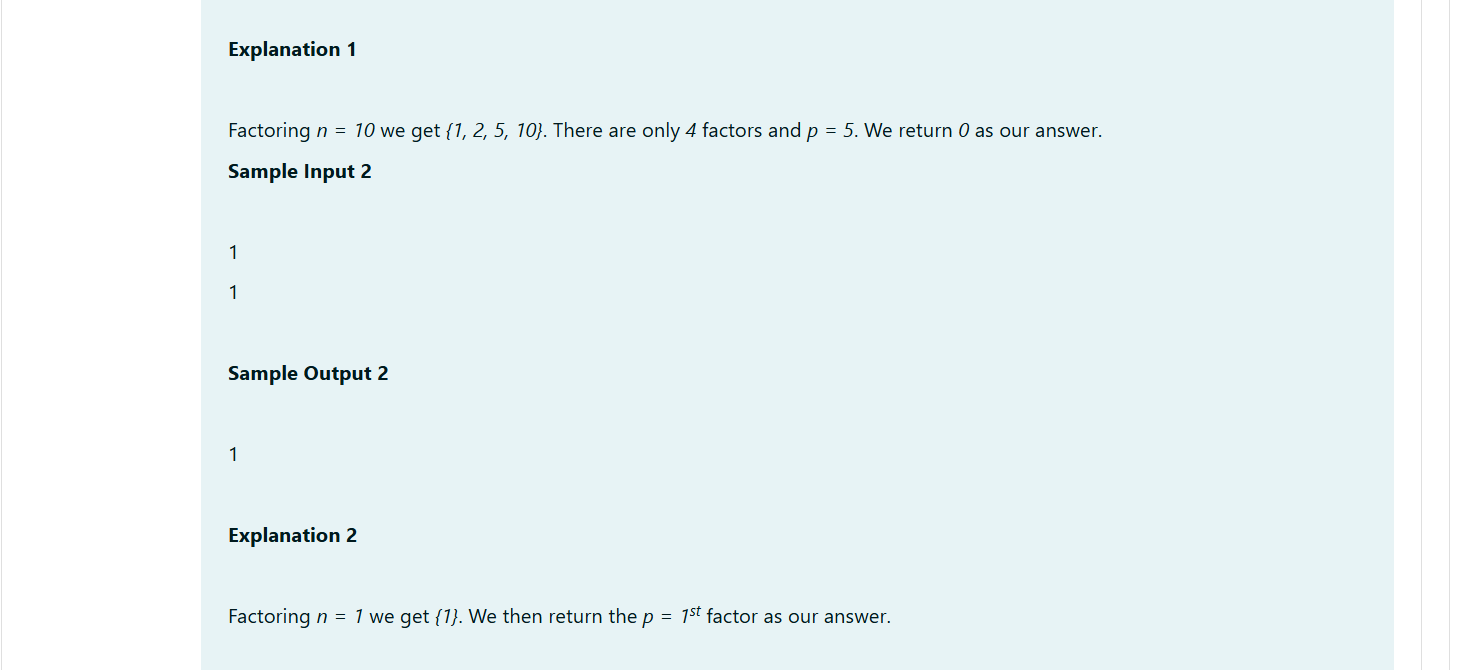 Explanation 1
Factoring n = 10 we get {1, 2, 5, 10}. There are only 4 factors and p = 5. We return 0 as our answer.
Sample Input 2
1
1
Sample Output 2
1
Explanation 2
Factoring n = 1 we get {1}. We then return the p = 1st factor as our answer.